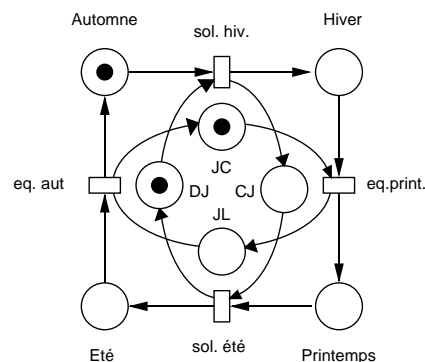 Automne
sol. hiv.
Hiver
JC
eq. aut
DJ
CJ
eq.print.
JL
Eté
sol. été
Printemps